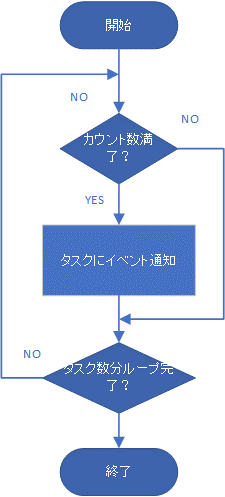 開始
NO
NO
カウント数満
了？
YES
タスクにイベント通知
NO
タスク数分ループ完
了？
終了